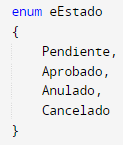 enum eEstado
{
    Pendiente,
    Aprobado,
    Anulado,
    Cancelado
}